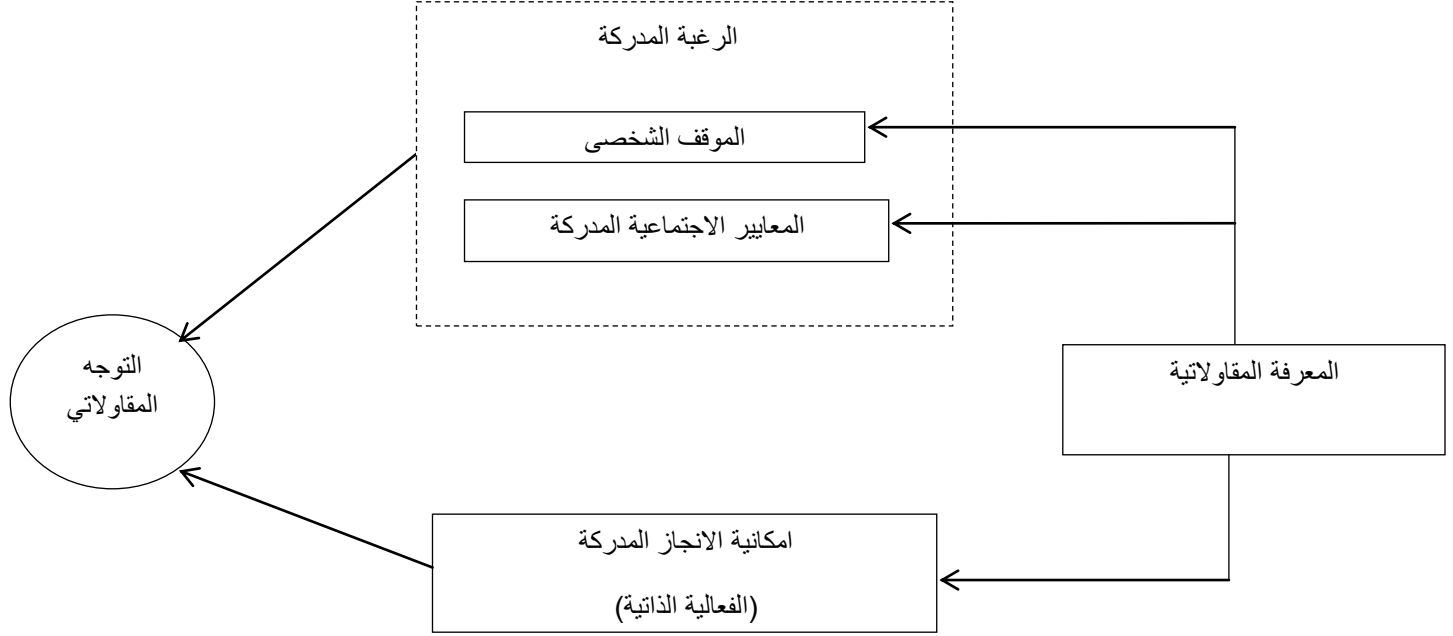 الرغبة المدركة
الموقف الشخصى
المعايير الاجتماعية المدركة
المعرفة المقاولاتية
التوجه
المقاولاتي
امكانية الانجاز المدركة
(الفعالية الذاتية)